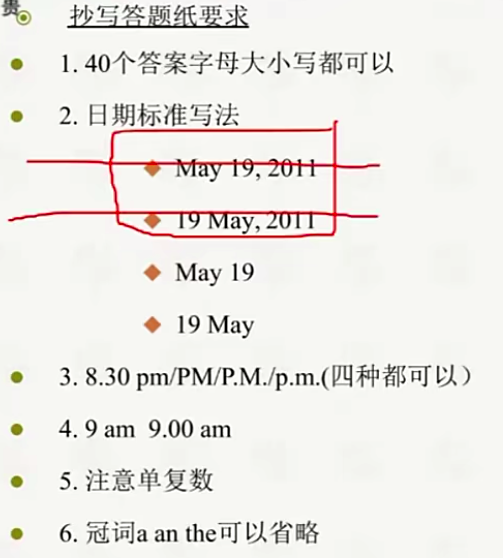 贵
抄写答题纸要求
1. 40个答案字母大小写都可以
2. 日期标准写法
May 19, 2011
19 May, 2011
May 19
19 May
3. 8.30 pm/PM/P.M./p.m.(四种都可以）
4. 9 am  9.00 am
5. 注意单复数
6. 冠词a an the可以省略